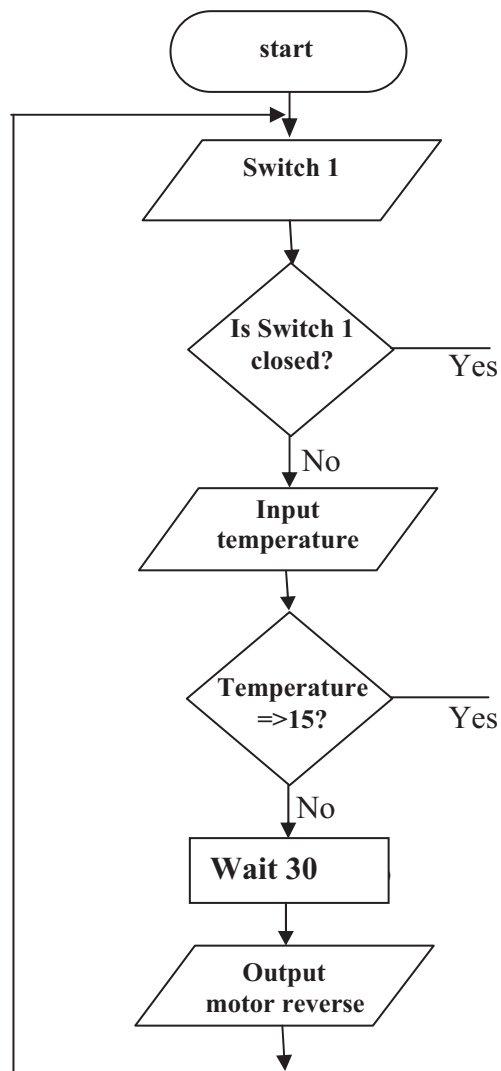 start
Switch 1
Is Switch 1
closed?
Yes
No
Input
temperature
Temperature
=>15?
Yes
No
Wait 30
Output
motor reverse